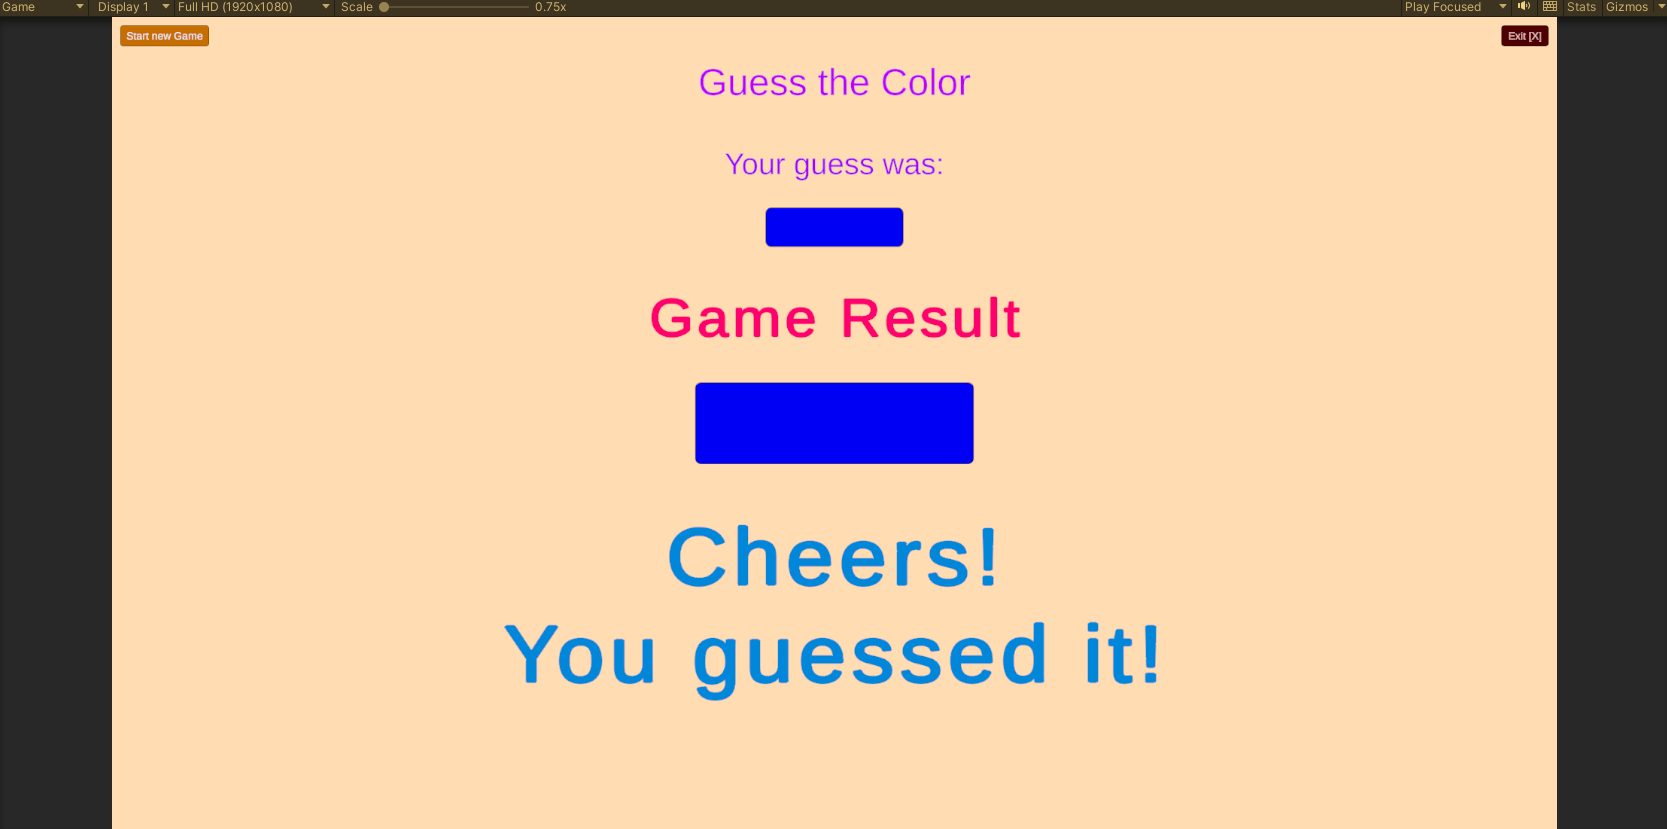 Game Display 1 Full HD (1920x1080) Scale 0.75x Play Focused Stats Gizmos
Start new Game Exit [X]
Guess the Color
Your guess was:
Game Result
Cheers!
You guessed it!